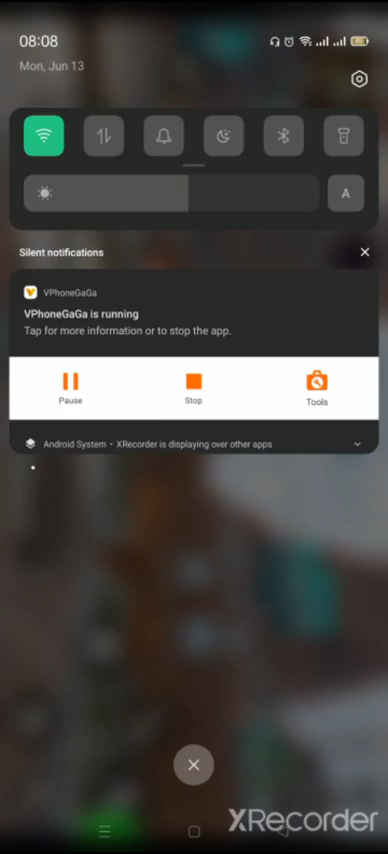 08:08
Mon, Jun 13
A
Silent notifications
VPhoneGaGa
VPhoneGaGa is running
Tap for more information or to stop the app.
Pause
Stop
Tools
Android System • XRecorder is displaying over other apps
XRecorder